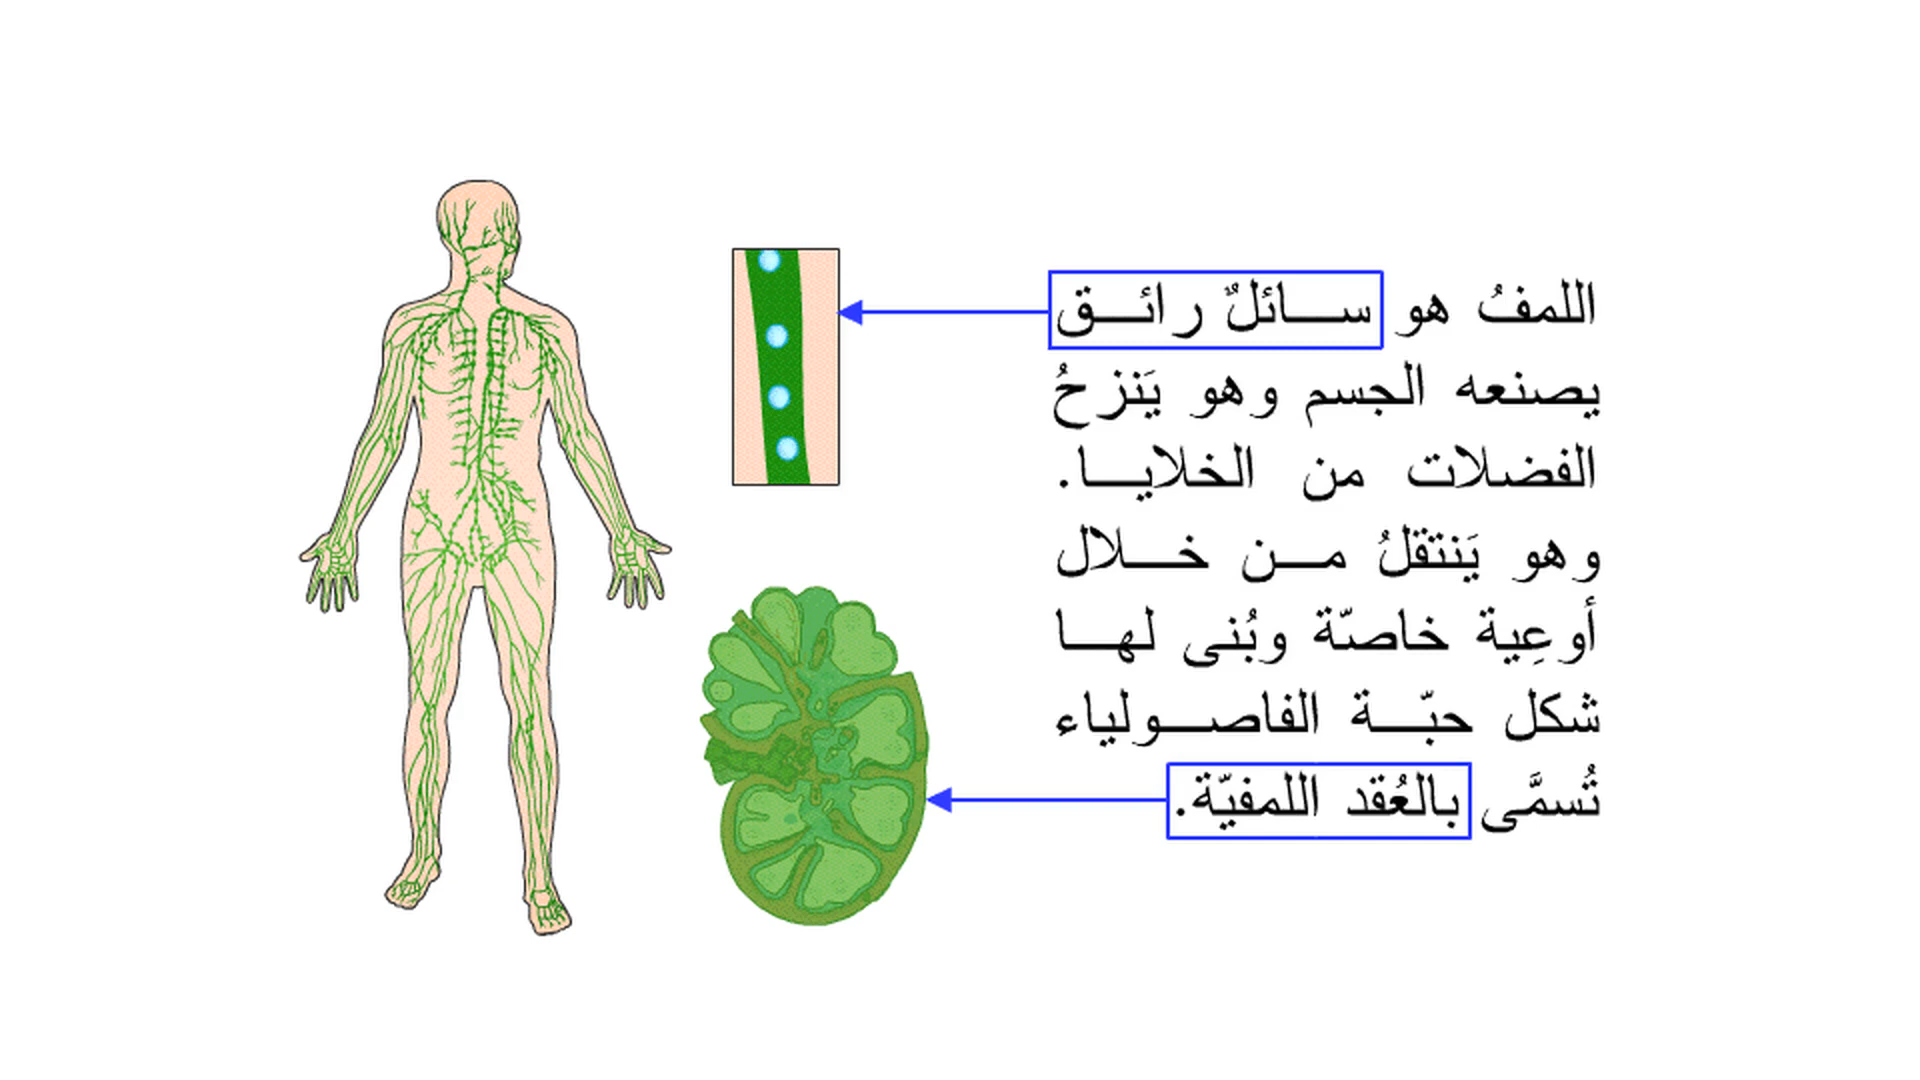 اللمفُ هو سائلٌ رائق
يصنعه الجسم وهو يَنزحُ
الفضلات من الخلايا.
وهو يَنتقلُ من خلال
أوعِية خاصّة وبُنى لها
شكل حبّة الفاصولياء
تُسمَّى بالعُقد اللمفيّة.